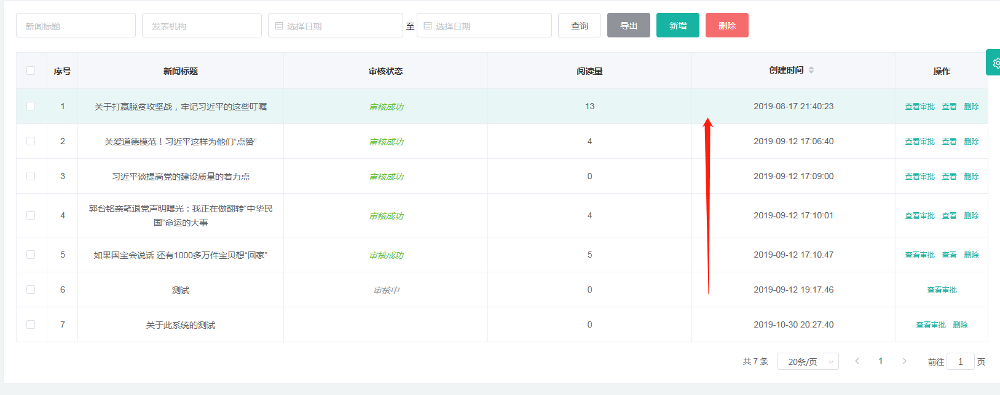 新闻标题 发表机构 选择日期 至 选择日期 查询 导出 新增 删除
序号 新闻标题 审核状态 阅读量 创建时间 操作
1 关于打赢脱贫攻坚战，牢记习近平的这些叮嘱 审核成功 13 2019-08-17 21:40:23 查看审批 查看 删除
2 关爱道德模范！习近平这样为他们“点赞” 审核成功 4 2019-09-12 17:06:40 查看审批 查看 删除
3 习近平谈提高党的建设质量的着力点 审核成功 0 2019-09-12 17:09:00 查看审批 查看 删除
4 郭台铭亲笔退党声明曝光：我正在做翻转“中华民
国”命运的大事 审核成功 4 2019-09-12 17:10:01 查看审批 查看 删除
5 如果国宝会说话 还有1000多万件宝贝想“回家” 审核成功 5 2019-09-12 17:10:47 查看审批 查看 删除
6 测试 审核中 0 2019-09-12 19:17:46 查看审批
7 关于此系统的测试 0 2019-10-30 20:27:40 查看审批 删除
共 7 条 20条/页 1 前往 1 页